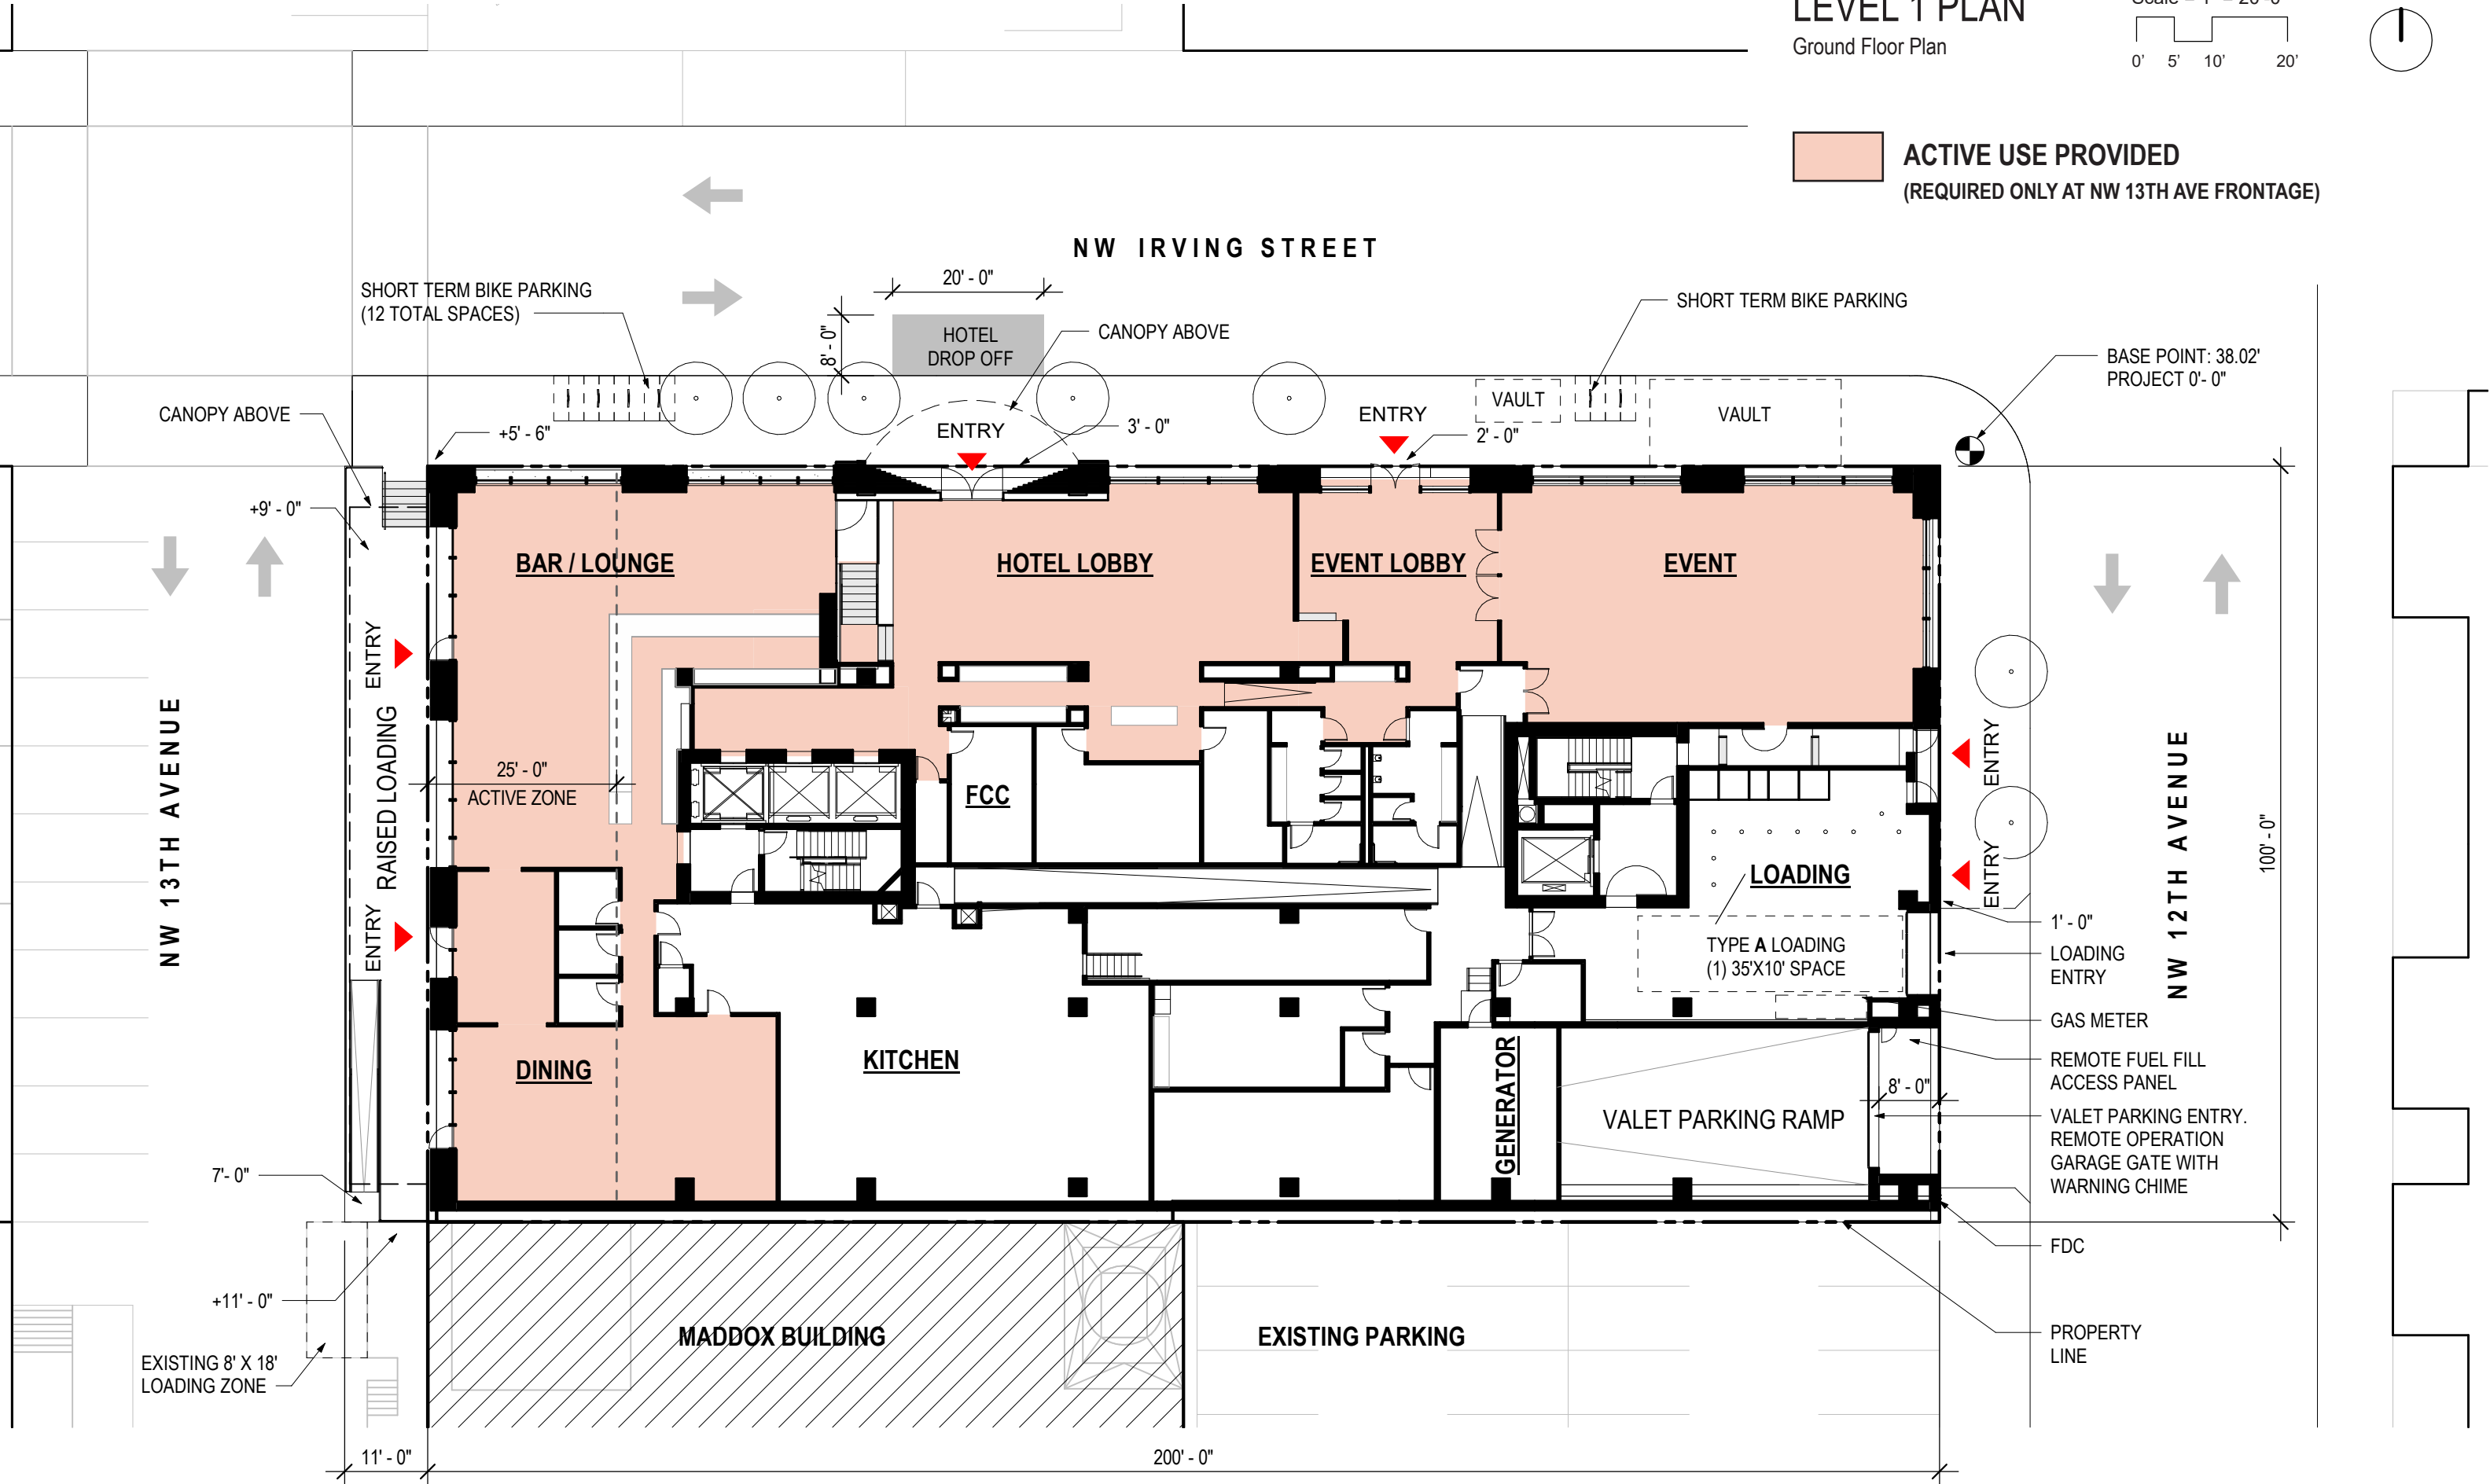 LEVEL 1 PLAN
Ground Floor Plan
0' 5' 10' 20'
ACTIVE USE PROVIDED
(REQUIRED ONLY AT NW 13TH AVE FRONTAGE)
NW IRVING STREET
SHORT TERM BIKE PARKING
(12 TOTAL SPACES)
20' - 0"
8' - 0"
HOTEL
DROP OFF
CANOPY ABOVE
SHORT TERM BIKE PARKING
BASE POINT: 38.02'
PROJECT 0'- 0"
CANOPY ABOVE
+5' - 6"
ENTRY
3' - 0"
ENTRY
2' - 0"
VAULT
VAULT
+9' - 0"
BAR / LOUNGE
HOTEL LOBBY
EVENT LOBBY
EVENT
ENTRY
RAISED LOADING
ENTRY
NW 13TH AVENUE
25' - 0"
ACTIVE ZONE
FCC
ENTRY
ENTRY
NW 12TH AVENUE
100' - 0"
LOADING
TYPE A LOADING
(1) 35'X10' SPACE
1' - 0"
LOADING
ENTRY
GAS METER
REMOTE FUEL FILL
ACCESS PANEL
8' - 0"
VALET PARKING ENTRY.
REMOTE OPERATION
GARAGE GATE WITH
WARNING CHIME
DINING
KITCHEN
GENERATOR
VALET PARKING RAMP
7'- 0"
FDC
+11' - 0"
MADDOX BUILDING
EXISTING PARKING
PROPERTY
LINE
EXISTING 8' X 18'
LOADING ZONE
11' - 0"
200' - 0"